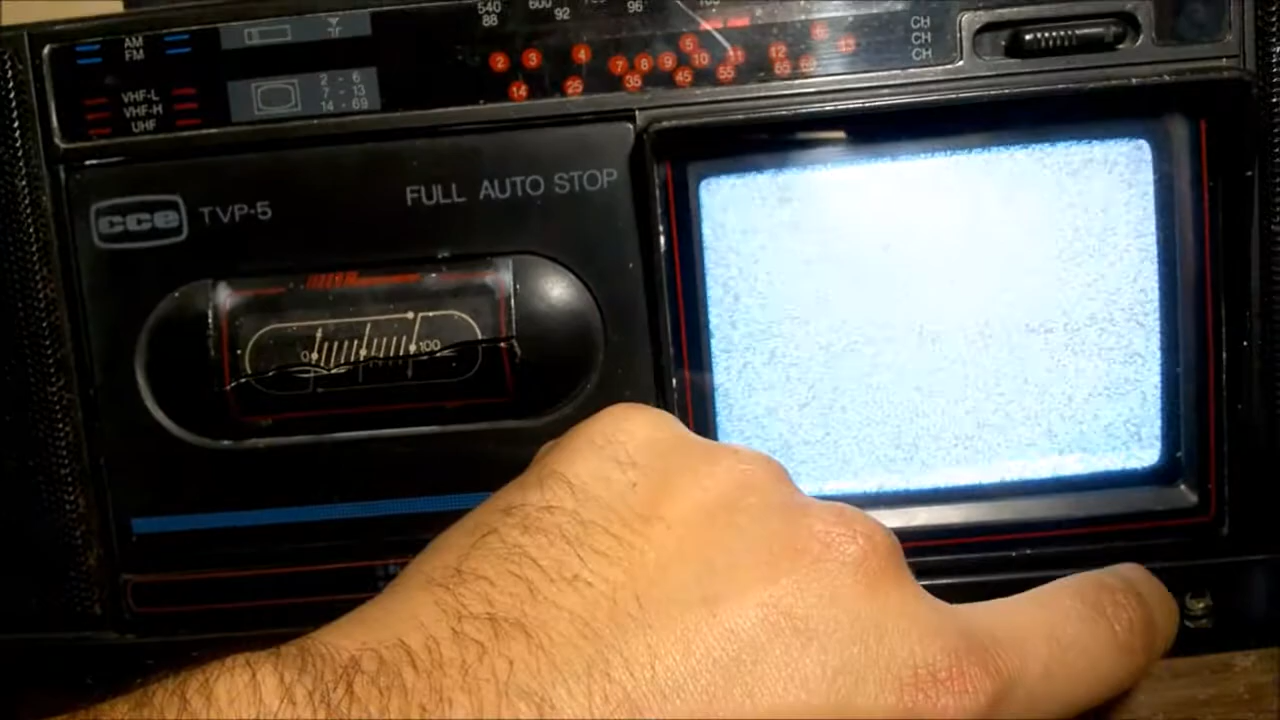 540 600
88 92 96
AM
FM
VHF-L
VHF-H
UHF
2 - 6
7 - 13
14 - 69
2 3 4 5 6
7 8 9 10 11 12 13
14 25 35 45 55
CH
CH
CH
cce TVP-5
FULL AUTO STOP
0 100